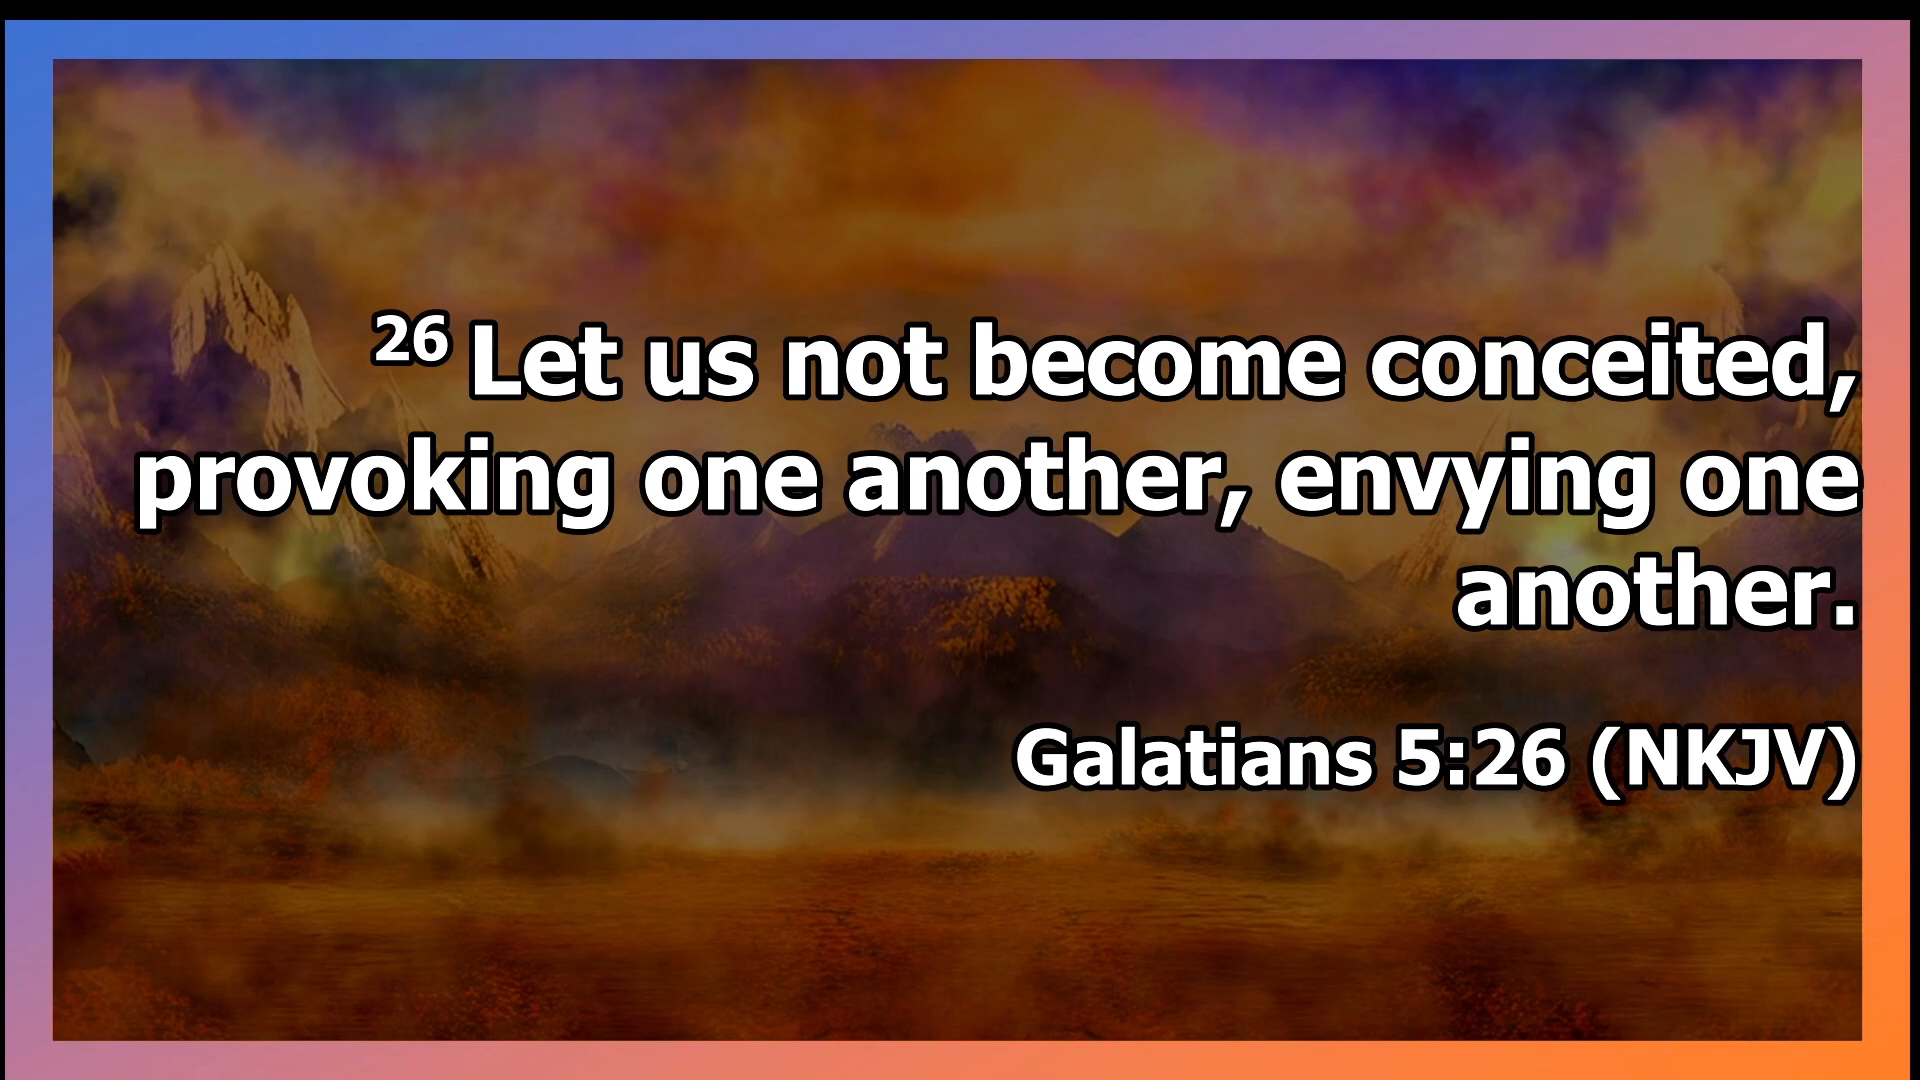 26 Let us not become conceited,
provoking one another, envying one
another.
Galatians 5:26 (NKJV)